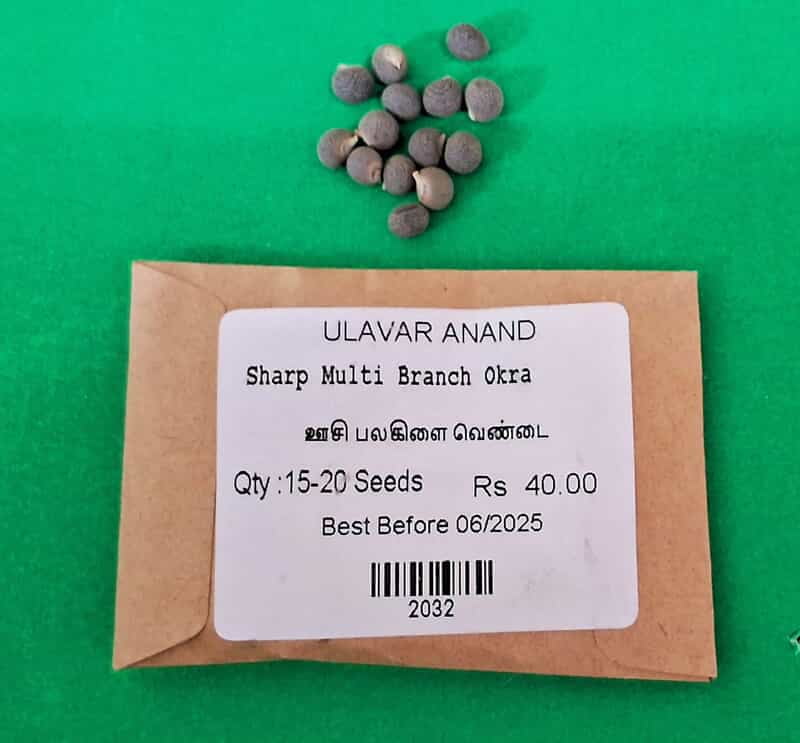 ULAVAR ANAND
Sharp Multi Branch Okra
ஊசி பலகிளை வெண்டை
Qty :15-20 Seeds Rs 40.00
Best Before 06/2025
2032